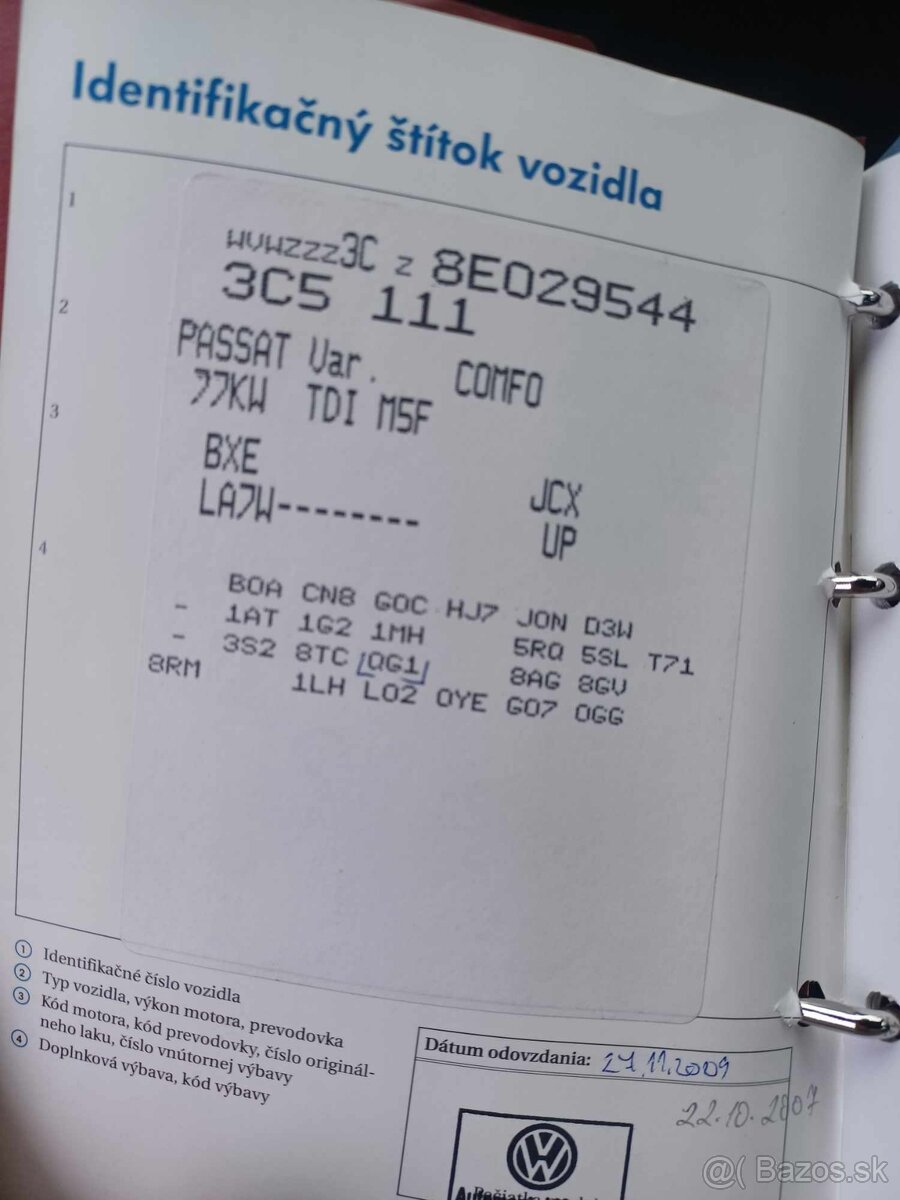 Identifikačný štítok vozidla
1
WVWZZZ3C Z 8E029544
2
3C5 111
PASSAT Var. COMFO
77KW TDI M5F
3
BXE JCX
LA7W-------- UP
4
BOA CN8 GOC HJ7 JON D3W
- 1AT 1G2 1MH 5RQ 5SL T71
- 3S2 8TC QG1 8AG 8GV
8RM 1LH L02 OYE GO7 OGG
1 Identifikačné číslo vozidla
2 Typ vozidla, výkon motora, prevodovka
3 Kód motora, kód prevodovky, číslo originál-
neho laku, číslo vnútornej výbavy
4 Doplnková výbava, kód výbavy
Dátum odovzdania: 27.11.2009
22.10.2007
@( Bazos.sk